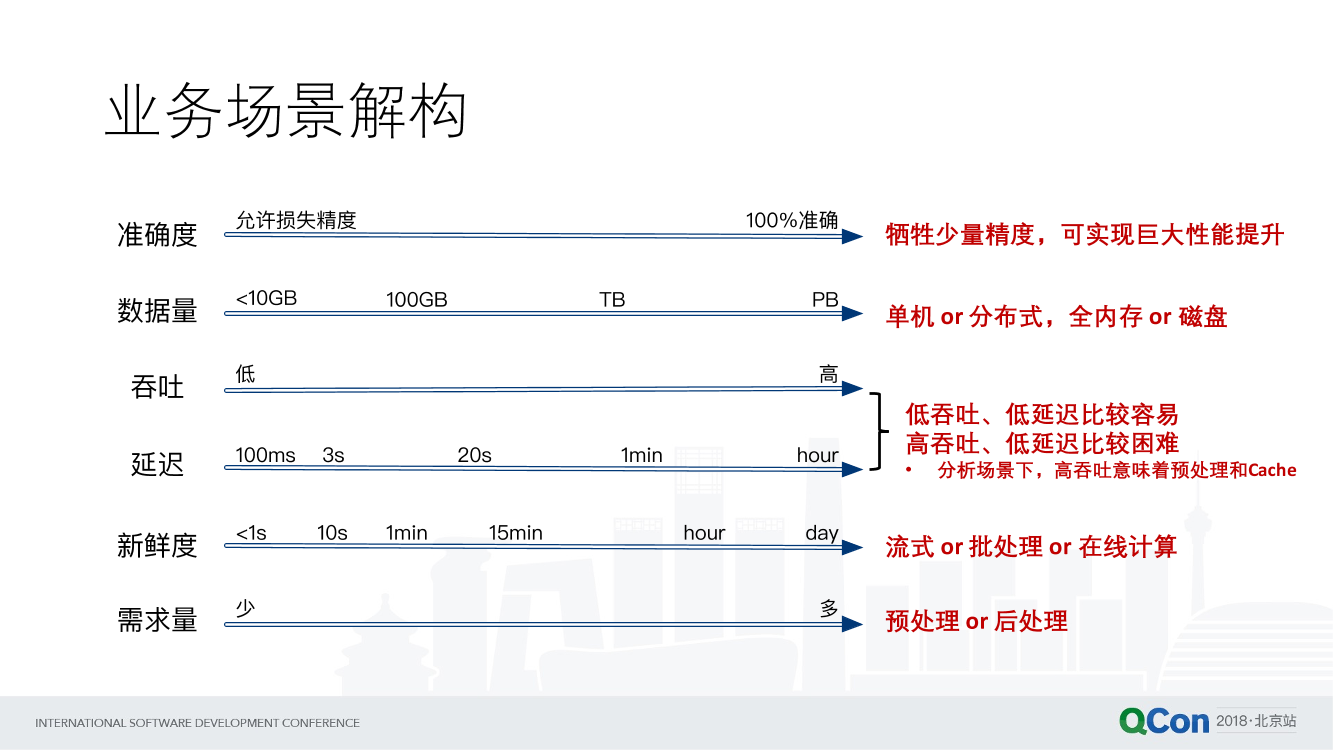 业务场景解构
准确度
允许损失精度
100%准确
牺牲少量精度，可实现巨大性能提升
数据量
<10GB
100GB
TB
PB
单机 or 分布式，全内存 or 磁盘
吞吐
低
高
低吞吐、低延迟比较容易
高吞吐、低延迟比较困难
• 分析场景下，高吞吐意味着预处理和Cache
延迟
100ms
3s
20s
1min
hour
新鲜度
<1s
10s
1min
15min
hour
day
流式 or 批处理 or 在线计算
需求量
少
多
预处理 or 后处理
INTERNATIONAL SOFTWARE DEVELOPMENT CONFERENCE
QCon 2018·北京站